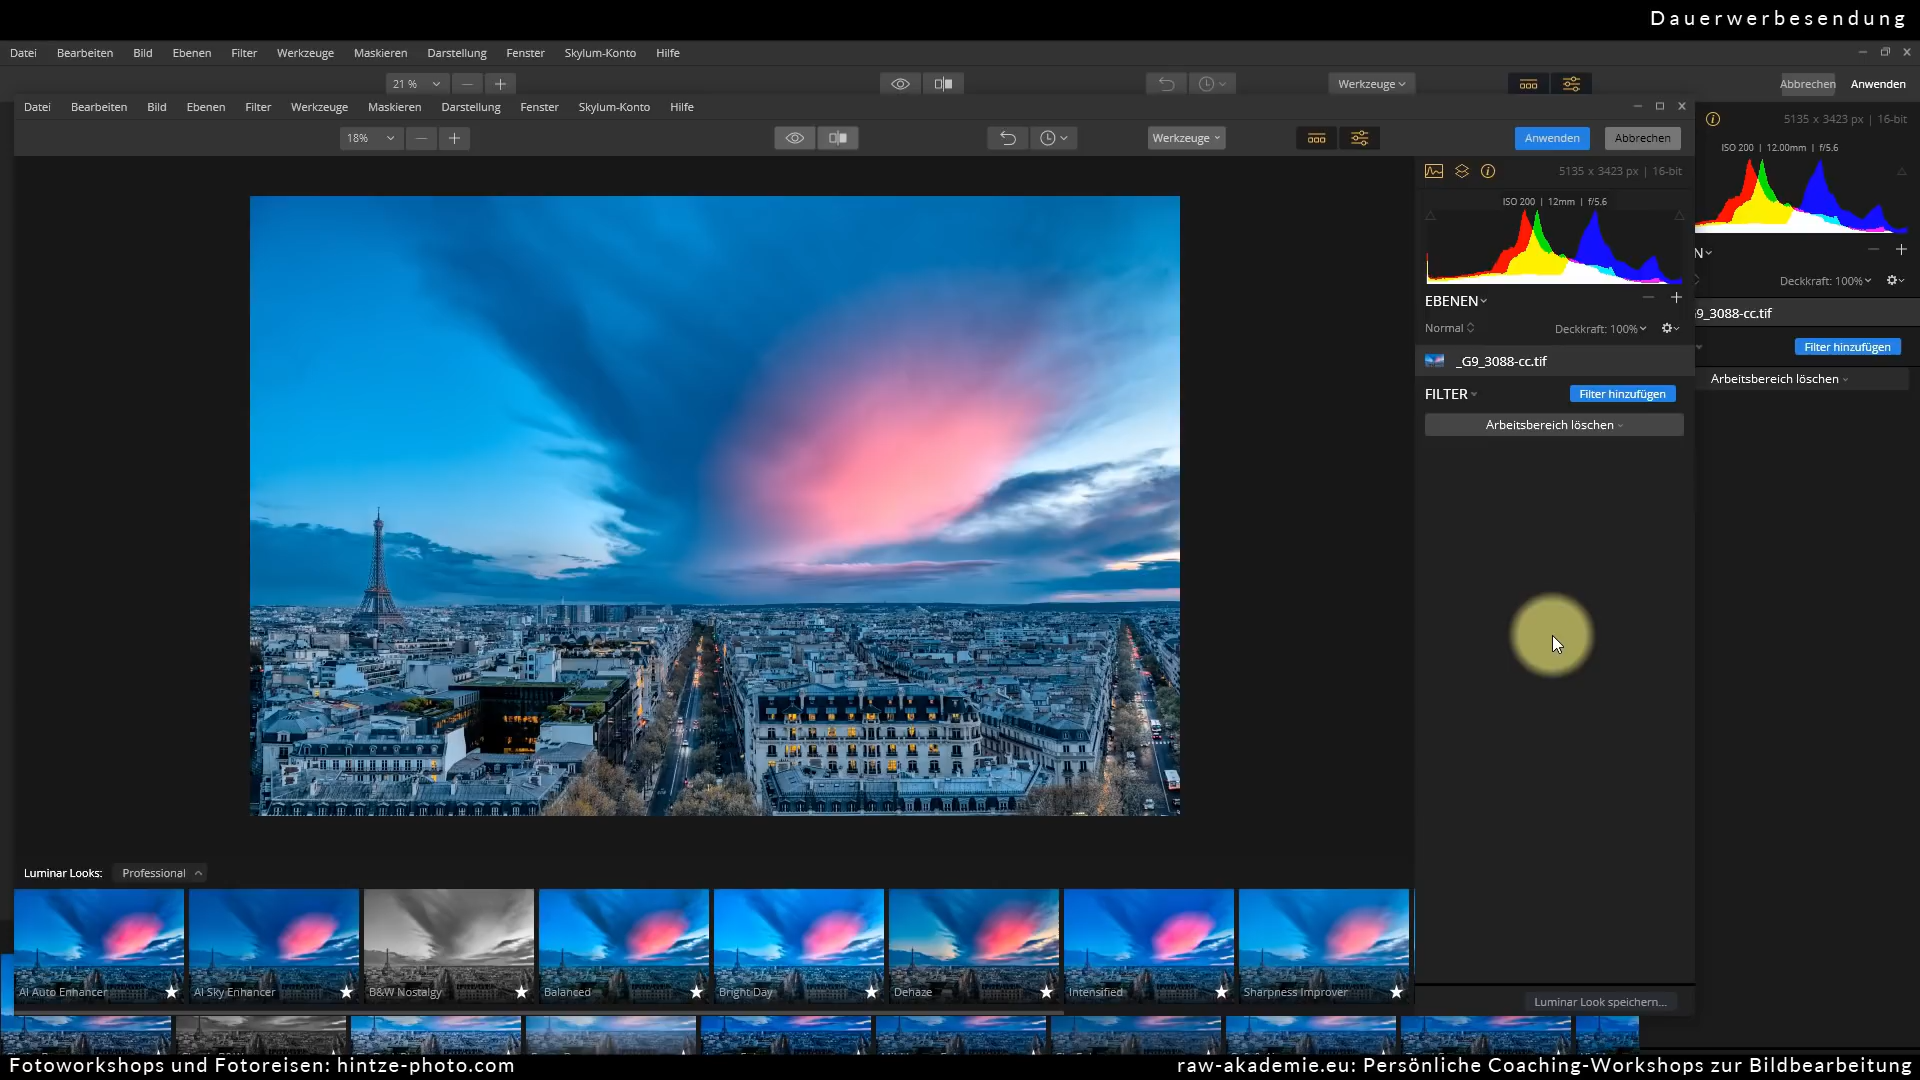 Dauerwerbesendung
Datei Bearbeiten Bild Ebenen Filter Werkzeuge Maskieren Darstellung Fenster Skylum-Konto Hilfe
21 % Werkzeuge Abbrechen Anwenden
Datei Bearbeiten Bild Ebenen Filter Werkzeuge Maskieren Darstellung Fenster Skylum-Konto Hilfe
18% Werkzeuge Anwenden Abbrechen
5135 x 3423 px | 16-bit
ISO 200 | 12.00mm | f/5.6
5135 x 3423 px | 16-bit
ISO 200 | 12mm | f/5.6
N
Deckkraft: 100%
9_3088-cc.tif
Filter hinzufügen
Arbeitsbereich löschen
EBENEN
Normal Deckkraft: 100%
_G9_3088-cc.tif
FILTER Filter hinzufügen
Arbeitsbereich löschen
Luminar Looks: Professional
AI Auto Enhancer AI Sky Enhancer B&W Nostalgy Balanced Bright Day Dehaze Intensified Sharpness Improver
Luminar Look speichern...
Fotoworkshops und Fotoreisen: hintze-photo.com
raw-akademie.eu: Persönliche Coaching-Workshops zur Bildbearbeitung